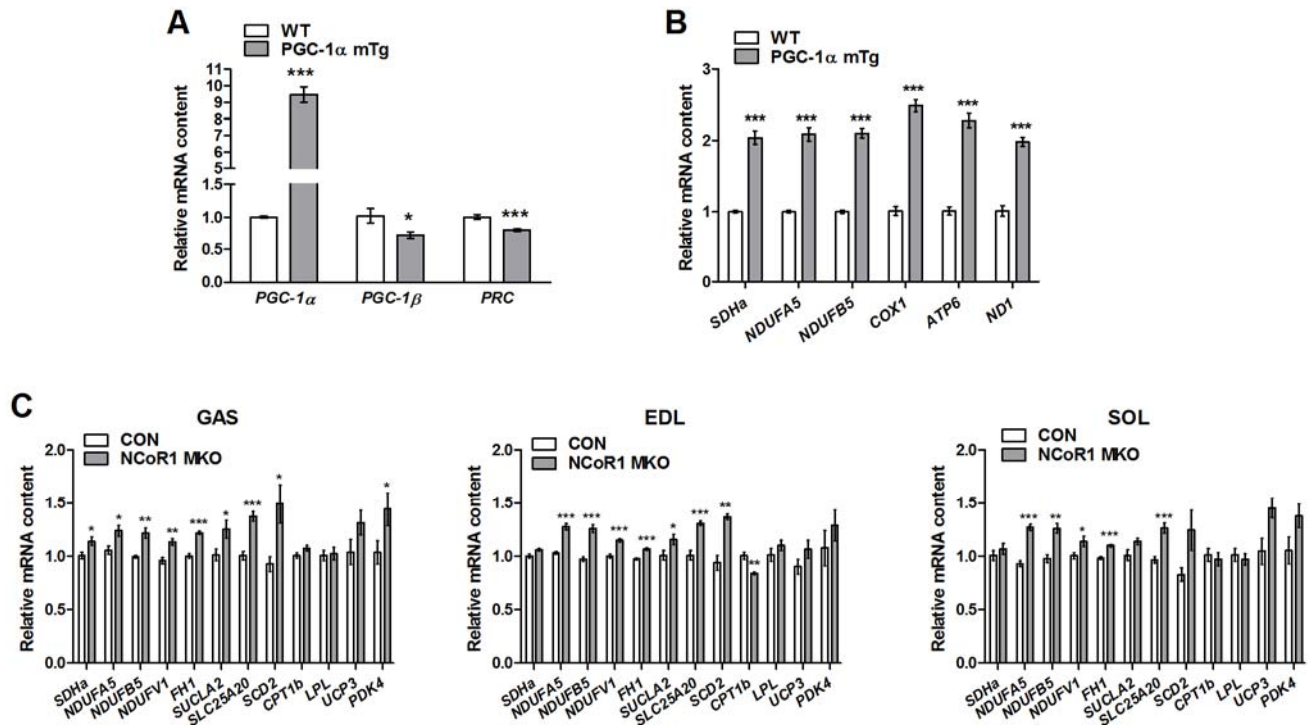 A
WT
PGC-1α mTg
Relative mRNA content
11
10
9
8
7
6
5
1.5
1.0
0.5
0.0
***
*
***
PGC-1α PGC-1β PRC
B
WT
PGC-1α mTg
Relative mRNA content
3
2
1
0
*** *** *** *** *** ***
SDHa NDUFA5 NDUFB5 COX1 ATP6 ND1
C
GAS
CON
NCoR1 MKO
Relative mRNA content
2.0
1.5
1.0
0.5
0.0
* * ** ** *** * *** * *
SDHa NDUFA5 NDUFB5 NDUFV1 FH1 SUCLA2 SLC25A20 SCD2 CPT1b LPL UCP3 PDK4
EDL
CON
NCoR1 MKO
Relative mRNA content
2.0
1.5
1.0
0.5
0.0
*** ** *** *** * *** ** **
SDHa NDUFA5 NDUFB5 NDUFV1 FH1 SUCLA2 SLC25A20 SCD2 CPT1b LPL UCP3 PDK4
SOL
CON
NCoR1 MKO
Relative mRNA content
2.0
1.5
1.0
0.5
0.0
*** ** * *** ***
SDHa NDUFA5 NDUFB5 NDUFV1 FH1 SUCLA2 SLC25A20 SCD2 CPT1b LPL UCP3 PDK4